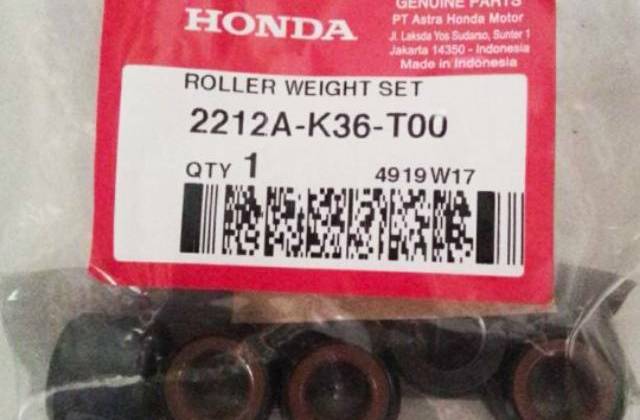 HONDA
GENUINE PARTS
PT Astra Honda Motor
Jl. Laksda Yos Sudarso, Sunter 1
Jakarta 14350 - Indonesia
Made in Indonesia
ROLLER WEIGHT SET
2212A-K36-T00
QTY 1 4919W17